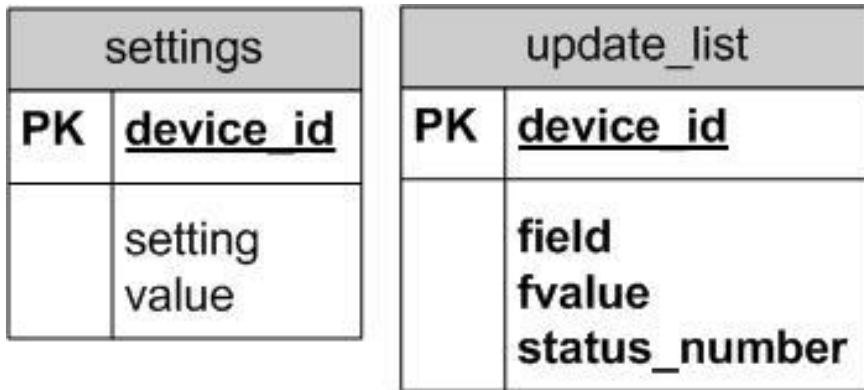 settings
PK device_id
setting
value
update_list
PK device_id
field
fvalue
status_number